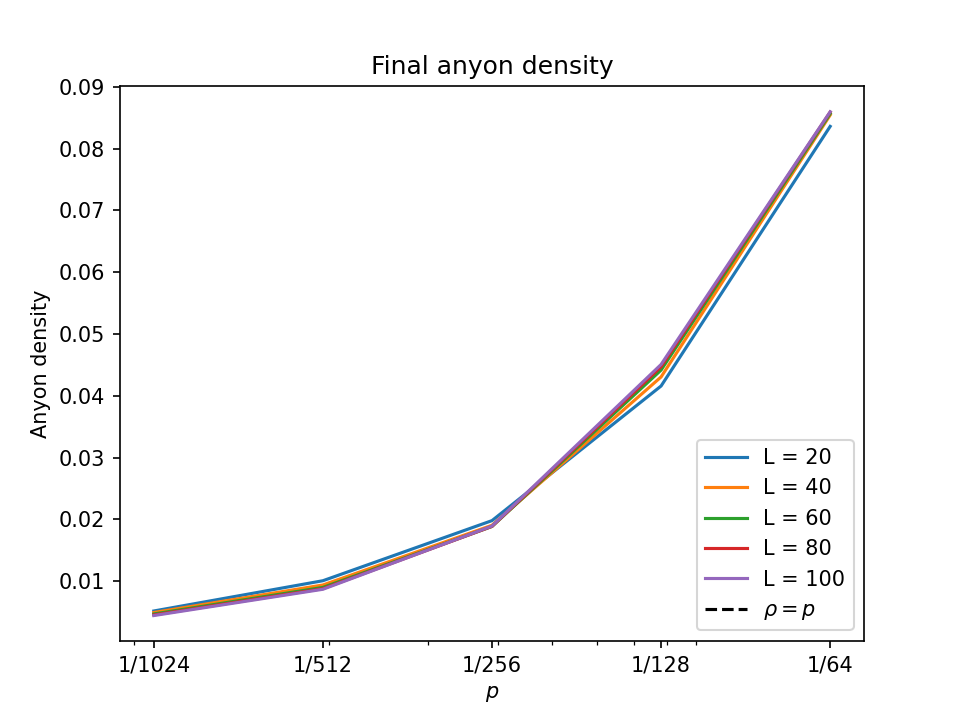 Final anyon density
Anyon density
0.09
0.08
0.07
0.06
0.05
0.04
0.03
0.02
0.01
1/1024 1/512 1/256 1/128 1/64
p
L = 20
L = 40
L = 60
L = 80
L = 100
ρ = p